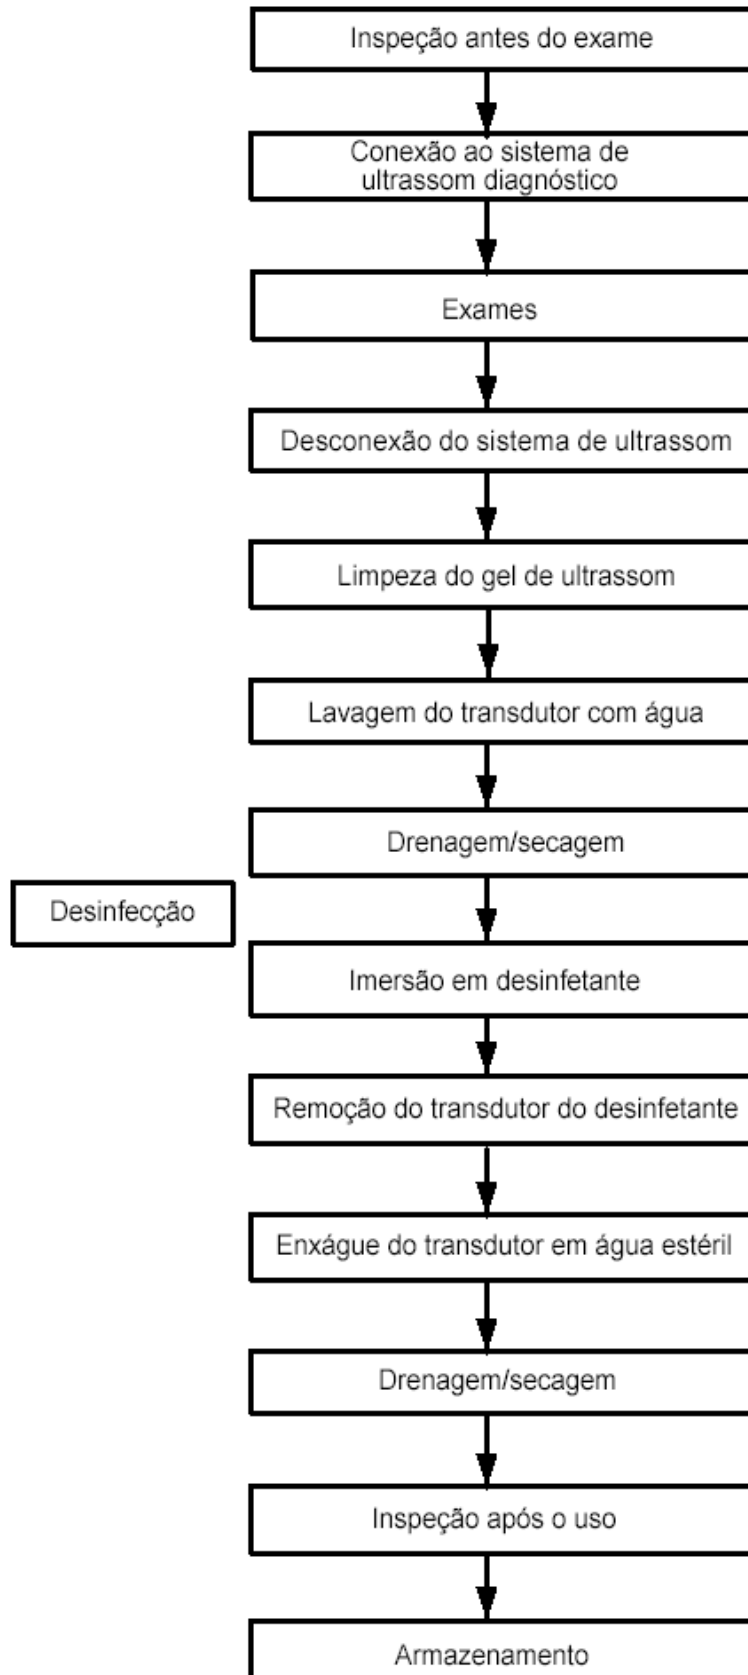 Inspeção antes do exame
Conexão ao sistema de
ultrassom diagnóstico
Exames
Desconexão do sistema de ultrassom
Limpeza do gel de ultrassom
Lavagem do transdutor com água
Drenagem/secagem
Desinfecção
Imersão em desinfetante
Remoção do transdutor do desinfetante
Enxágue do transdutor em água estéril
Drenagem/secagem
Inspeção após o uso
Armazenamento